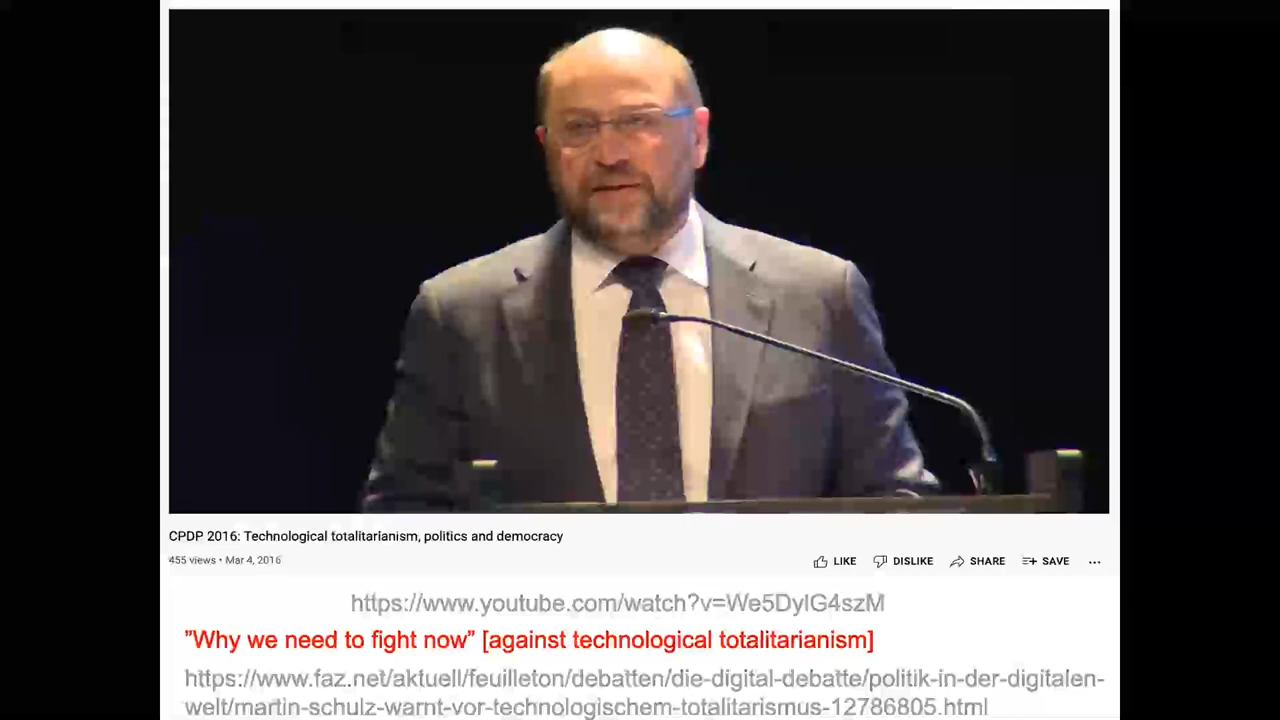 CPDP 2016: Technological totalitarianism, politics and democracy
455 views • Mar 4, 2016
LIKE DISLIKE SHARE SAVE ...
https://www.youtube.com/watch?v=We5DylG4szM
”Why we need to fight now” [against technological totalitarianism]
https://www.faz.net/aktuell/feuilleton/debatten/die-digital-debatte/politik-in-der-digitalen-
welt/martin-schulz-warnt-vor-technologischem-totalitarismus-12786805.html